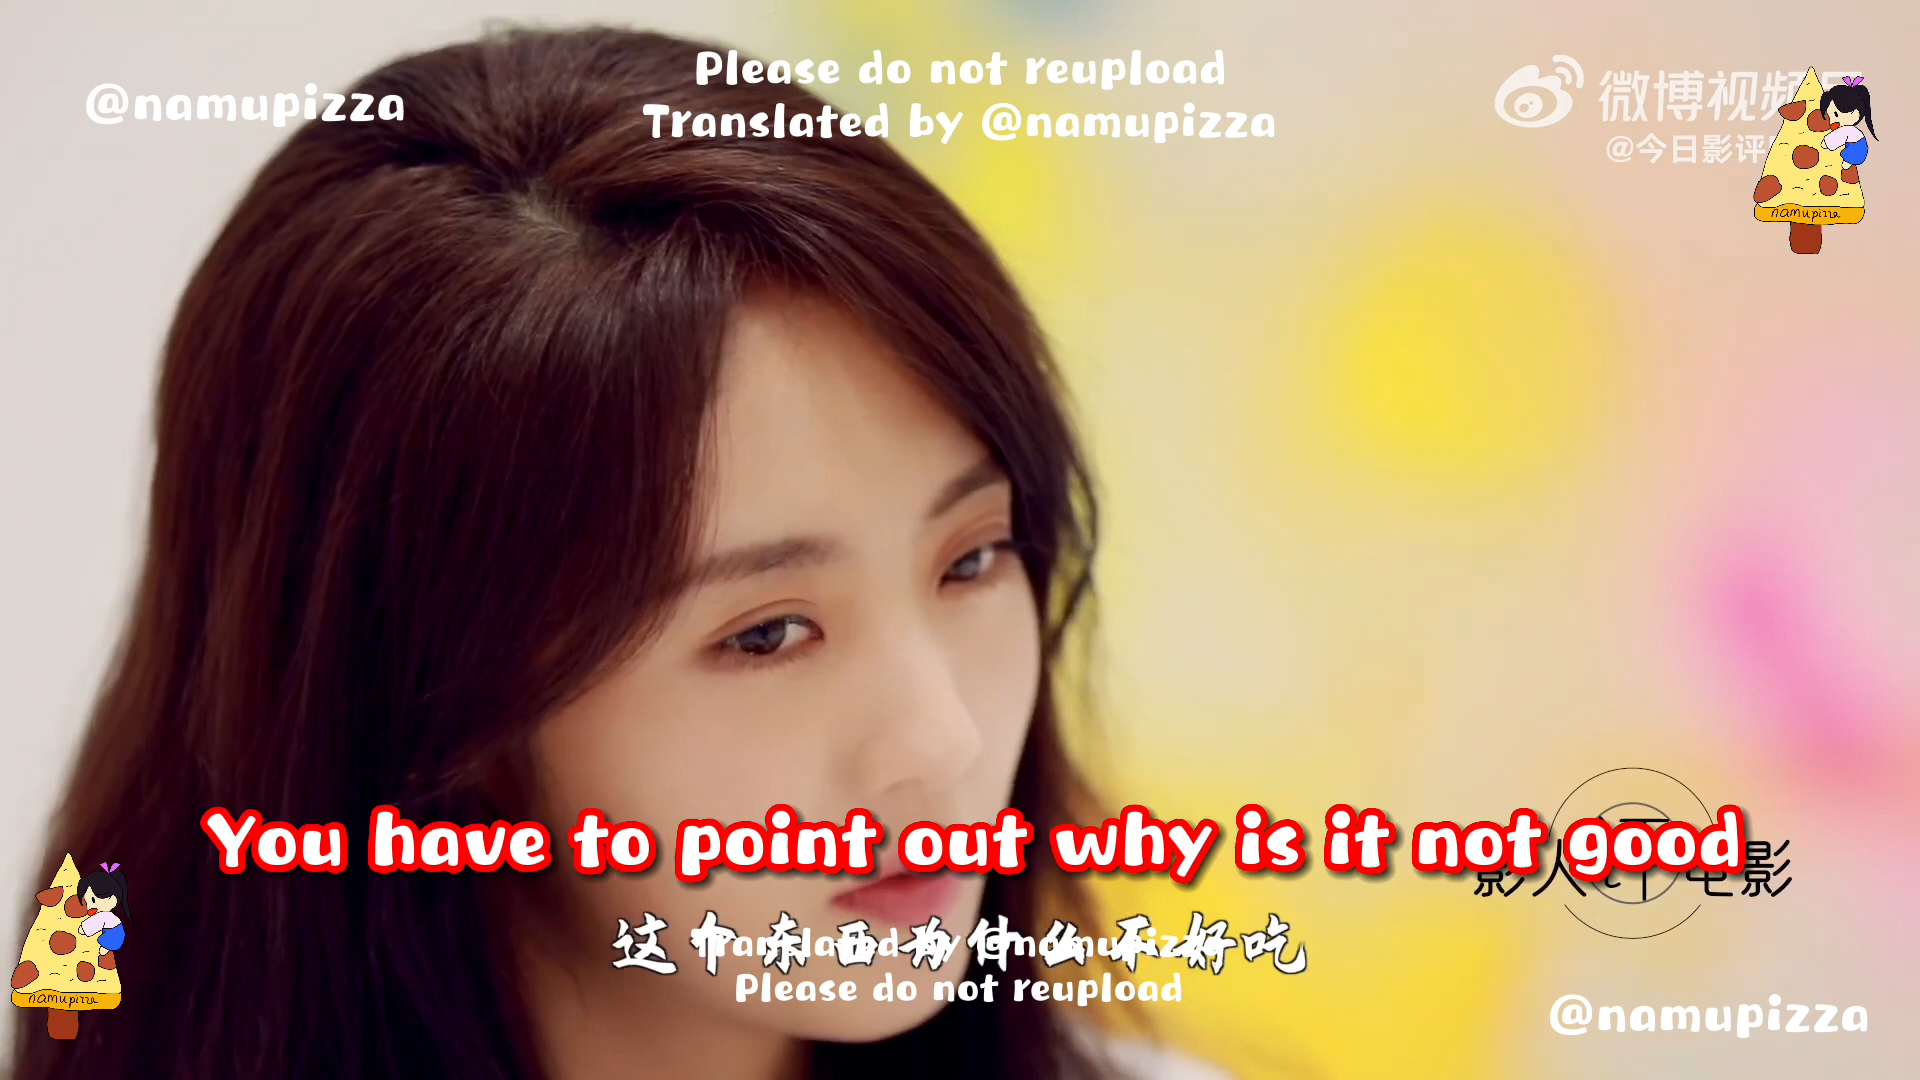 @namupizza
Please do not reupload
Translated by @namupizza
微博视频
@今日影评
namupizza
You have to point out why is it not good
影人评电影
这个东西为什么不好吃
Translated by @namupizza
Please do not reupload
namupizza
@namupizza